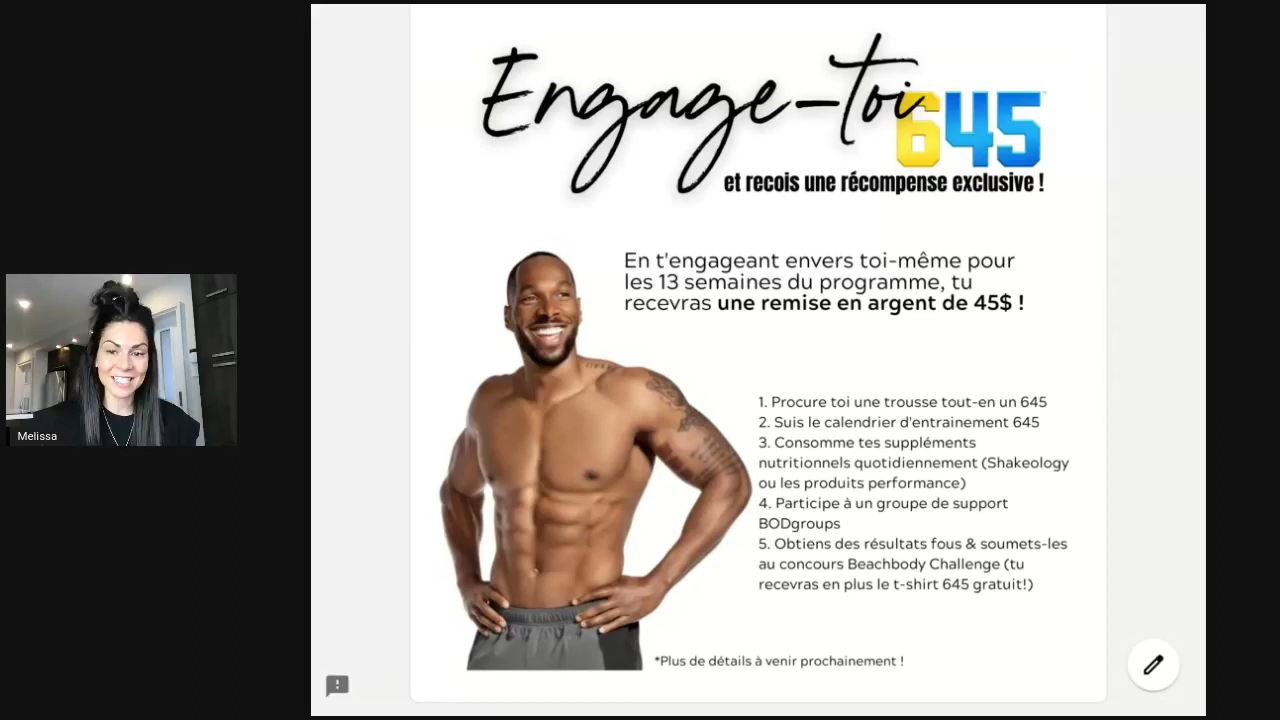 Engage-toi
645
et recois une récompense exclusive !
En t'engageant envers toi-même pour
les 13 semaines du programme, tu
recevras une remise en argent de 45$ !
1. Procure toi une trousse tout-en un 645
2. Suis le calendrier d'entrainement 645
3. Consomme tes suppléments
nutritionnels quotidiennement (Shakeology
ou les produits performance)
4. Participe à un groupe de support
BODgroups
5. Obtiens des résultats fous & soumets-les
au concours Beachbody Challenge (tu
recevras en plus le t-shirt 645 gratuit!)
*Plus de détails à venir prochainement !
Melissa